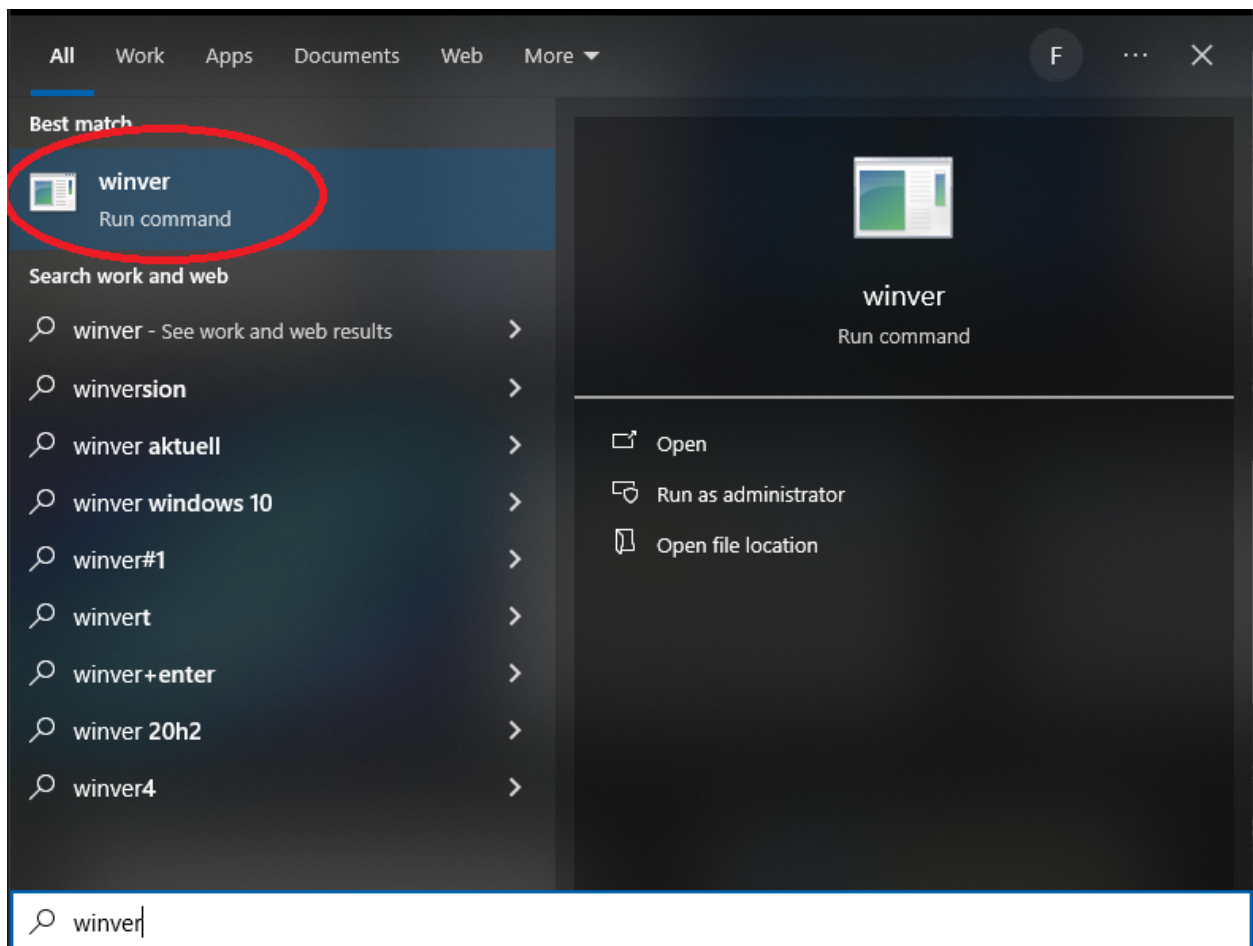 All Work Apps Documents Web More F ...
Best match
winver
Run command
Search work and web
winver - See work and web results
winversion
winver aktuell
winver windows 10
winver#1
winvert
winver+enter
winver 20h2
winver4
winver
Run command
Open
Run as administrator
Open file location
winver